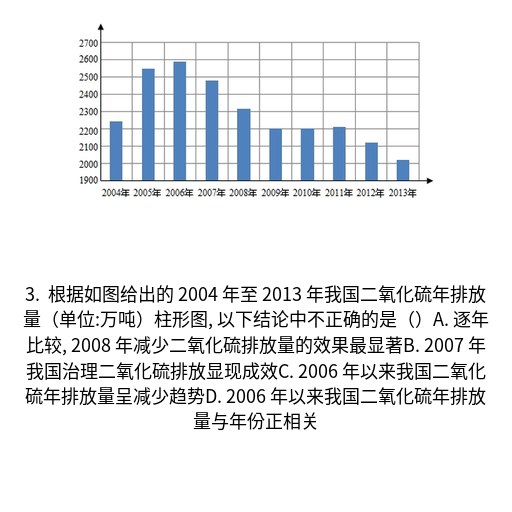 2700
2600
2500
2400
2300
2200
2100
2000
1900
2004年 2005年 2006年 2007年 2008年 2009年 2010年 2011年 2012年 2013年
3. 根据如图给出的 2004 年至 2013 年我国二氧化硫年排放
量（单位:万吨）柱形图, 以下结论中不正确的是（）A. 逐年
比较, 2008 年减少二氧化硫排放量的效果最显著B. 2007 年
我国治理二氧化硫排放显现成效C. 2006 年以来我国二氧化
硫年排放量呈减少趋势D. 2006 年以来我国二氧化硫年排放
量与年份正相关